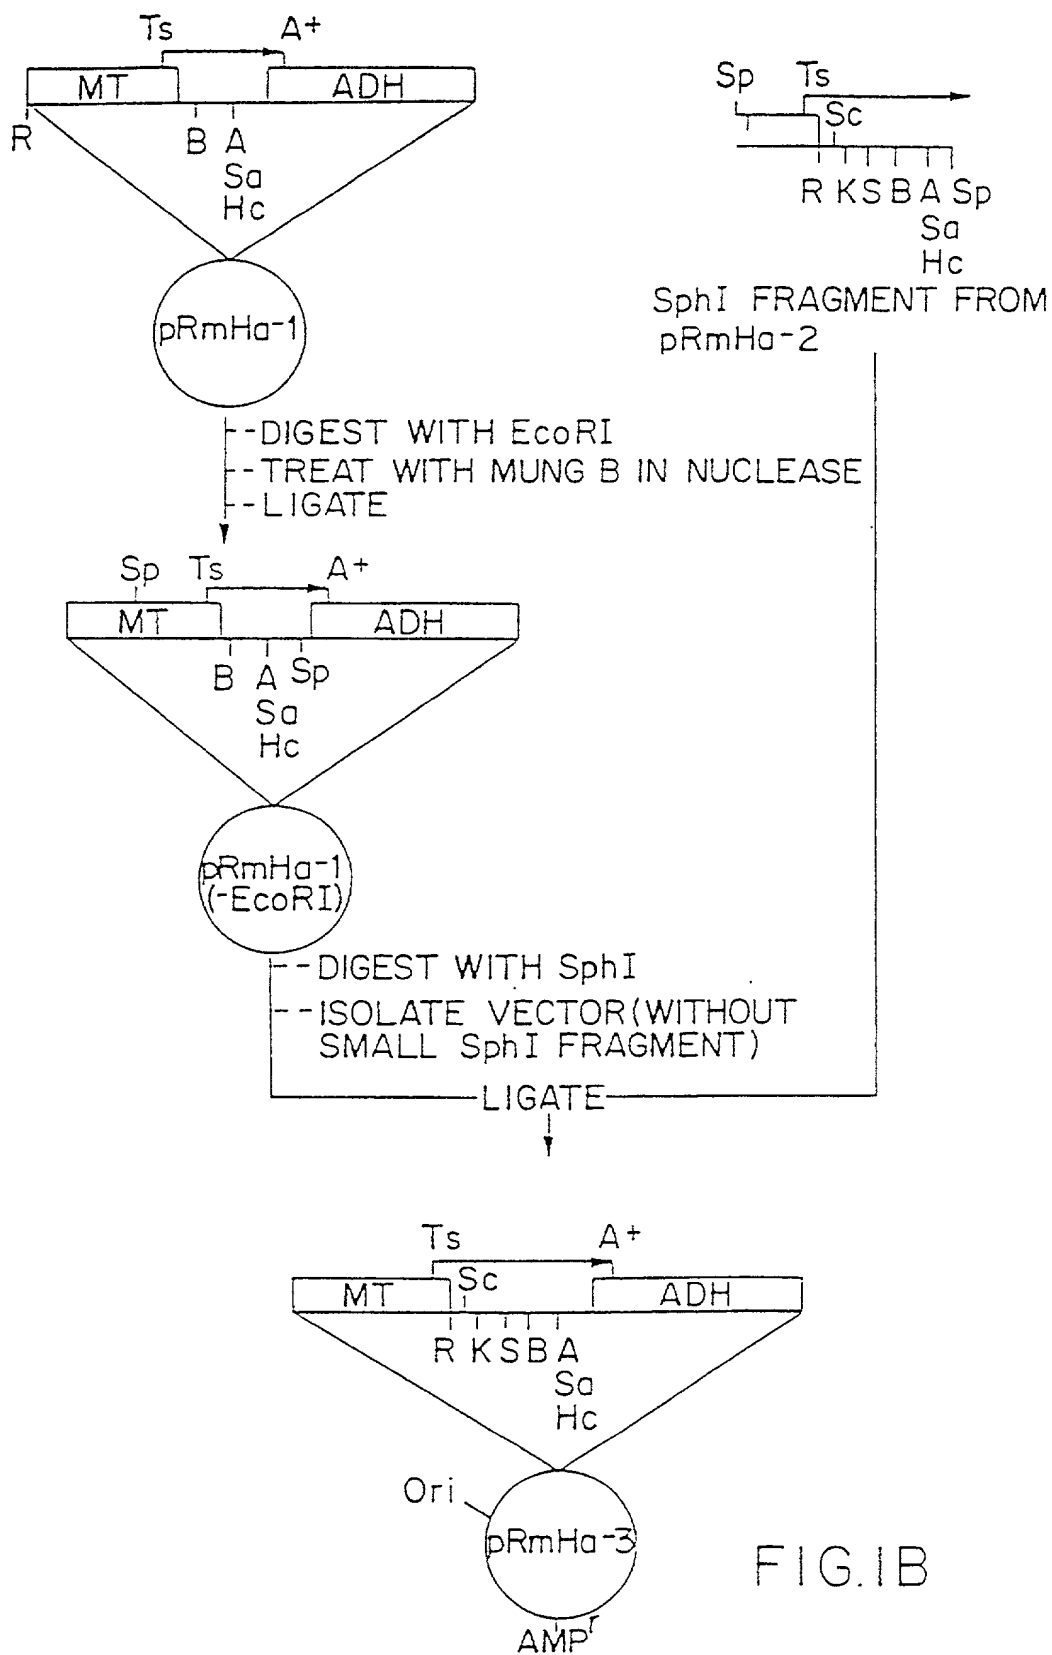 Ts A+
MT ADH
R B A
Sa
Hc
pRmHa-1
Sp Ts
Sc
R K S B A Sp
Sa
Hc
SphI FRAGMENT FROM
pRmHa-2
DIGEST WITH EcoRI
TREAT WITH MUNG B IN NUCLEASE
LIGATE
Sp Ts A+
MT ADH
B A Sp
Sa
Hc
pRmHa-1
(-EcoRI)
DIGEST WITH SphI
ISOLATE VECTOR(WITHOUT
SMALL SphI FRAGMENT)
LIGATE
Ts A+
Sc
MT ADH
R K S B A
Sa
Hc
Ori
pRmHa-3
AMPr
FIG.1B